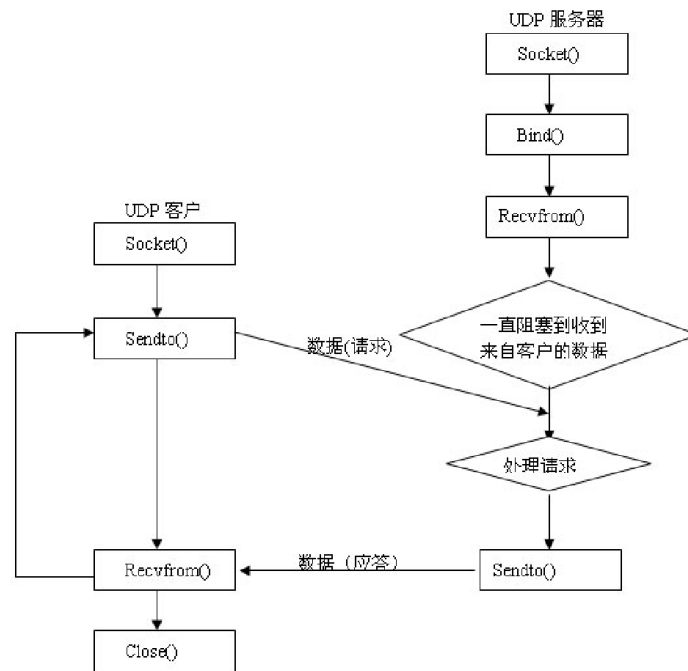 UDP 服务器
Socket()
Bind()
Recvfrom()
一直阻塞到收到
来自客户的数据
处理请求
Sendto()
UDP 客户
Socket()
Sendto()
数据(请求)
Recvfrom()
数据（应答）
Close()